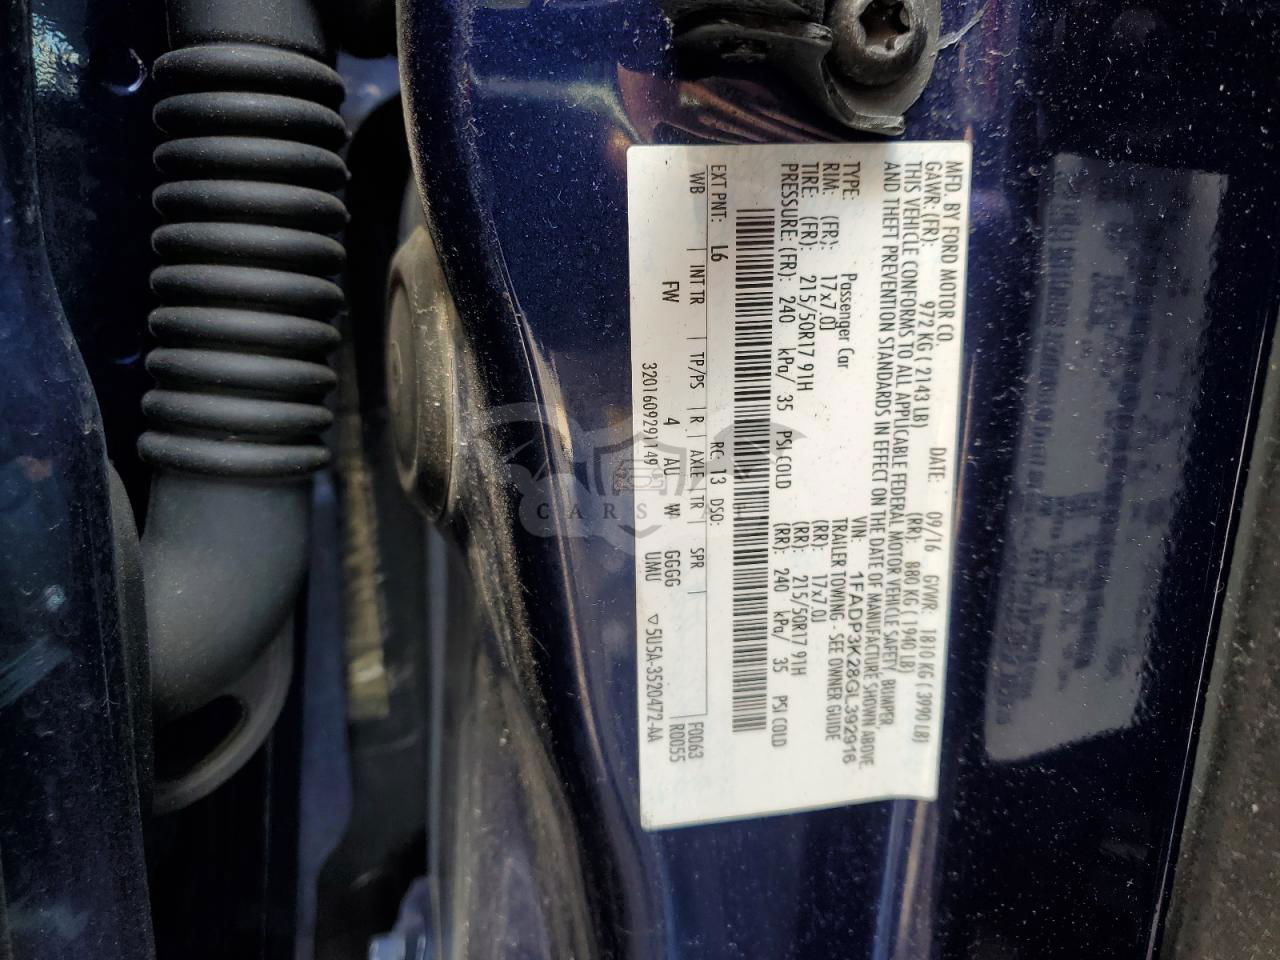 MFD. BY FORD MOTOR CO. DATE: 09/16 GVWR: 1810 KG ( 3990 LB)
GAWR: (FR): 972 KG ( 2143 LB) (RR): 880 KG ( 1940 LB)
THIS VEHICLE CONFORMS TO ALL APPLICABLE FEDERAL MOTOR VEHICLE SAFETY, BUMPER,
AND THEFT PREVENTION STANDARDS IN EFFECT ON THE DATE OF MANUFACTURE SHOWN ABOVE.
VIN: 1FADP3K28GL392916
TYPE: Passenger Car TRAILER TOWING - SEE OWNER GUIDE
RIM: (FR): 17x7.0J (RR): 17x7.0J
TIRE: (FR): 215/50R17 91H (RR): 215/50R17 91H
PRESSURE: (FR): 240 kPa/ 35 PSI COLD (RR): 240 kPa/ 35 PSI COLD
EXT PNT: L6 RC: 13 DSO: F0063
WB INT TR TP/PS R AXLE TR SPR R0055
FW 4 AU W GGGG
UMU
3201609291149 5U5A-3520472-AA
CARS